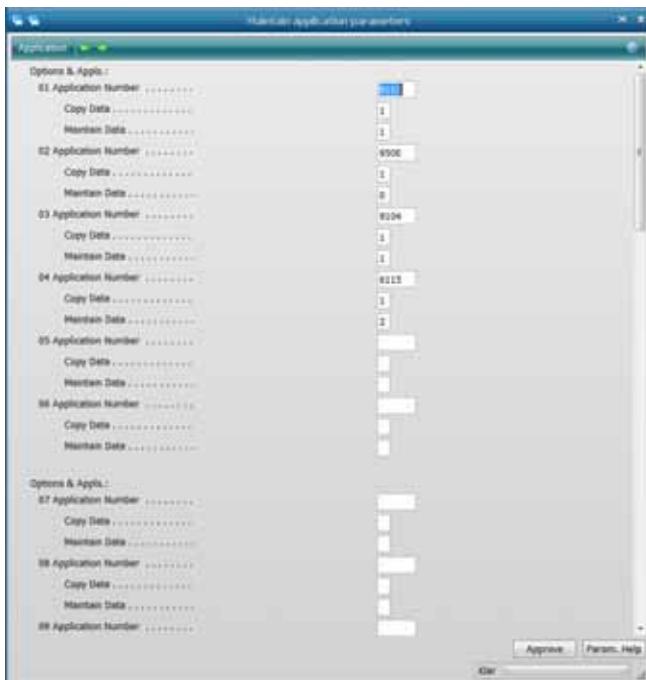 Maintain application parameters
Application
Options & Appls.:
01 Application Number ........
Copy Data ............. 1
Maintain Data ........... 1
02 Application Number ........ 6500
Copy Data ............. 1
Maintain Data ........... 0
03 Application Number ........ 8104
Copy Data ............. 1
Maintain Data ........... 1
04 Application Number ........ 6115
Copy Data ............. 1
Maintain Data ........... 2
05 Application Number ........
Copy Data .............
Maintain Data ...........
06 Application Number ........
Copy Data .............
Maintain Data ...........
Options & Appls.:
07 Application Number ........
Copy Data .............
Maintain Data ...........
08 Application Number ........
Copy Data .............
Maintain Data ...........
09 Application Number ........
Approve Param. Help
Klar